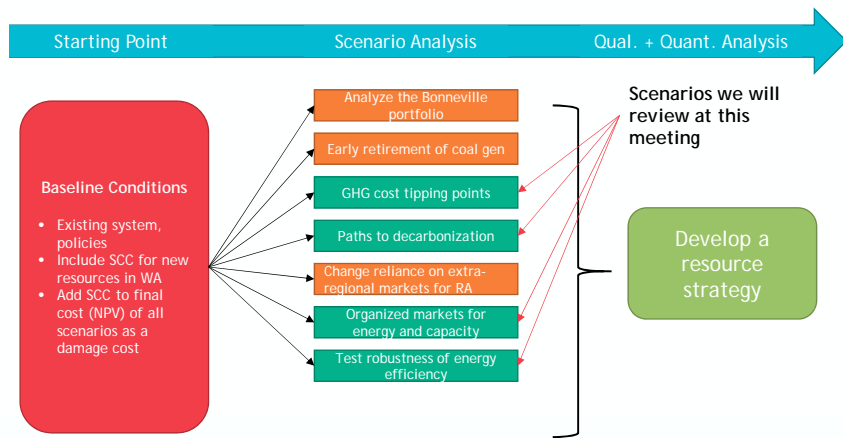 Starting Point
Scenario Analysis
Qual. + Quant. Analysis
Baseline Conditions
• Existing system,
policies
• Include SCC for new
resources in WA
• Add SCC to final
cost (NPV) of all
scenarios as a
damage cost
Analyze the Bonneville
portfolio
Early retirement of coal gen
GHG cost tipping points
Paths to decarbonization
Change reliance on extra-
regional markets for RA
Organized markets for
energy and capacity
Test robustness of energy
efficiency
Scenarios we will
review at this
meeting
Develop a
resource
strategy